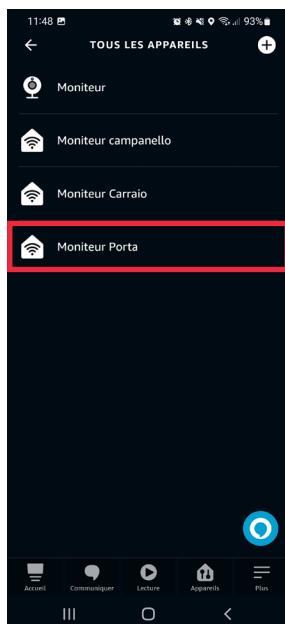 11:48 93%
TOUS LES APPAREILS
Moniteur
Moniteur campanello
Moniteur Carraio
Moniteur Porta
Accueil Communiquer Lecture Appareils Plus